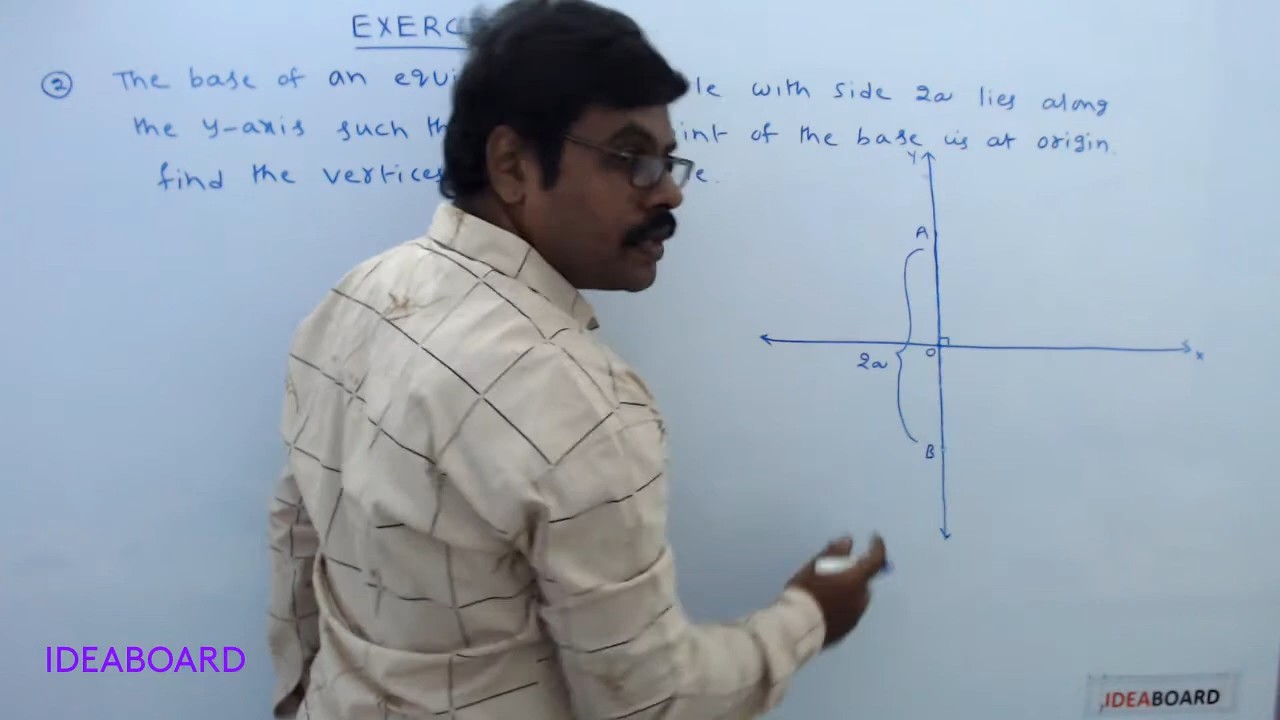 EXERC
② The base of an equi le with side 2a lies along
the y-axis such th int of the base is at origin.
find the vertices e.
Y
A
O
x
2a
B
IDEABOARD
IDEABOARD